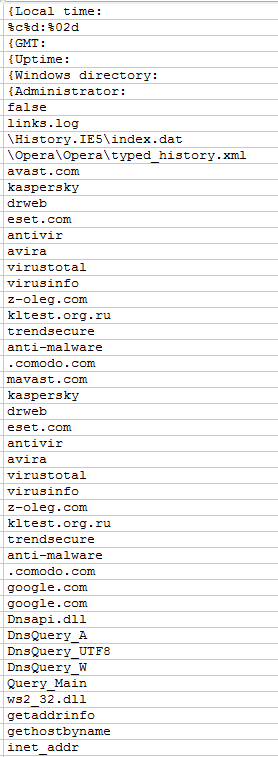 {Local time:
%c%d:%02d
{GMT:
{Uptime:
{Windows directory:
{Administrator:
false
links.log
\History.IE5\index.dat
\Opera\Opera\typed_history.xml
avast.com
kaspersky
drweb
eset.com
antivir
avira
virustotal
virusinfo
z-oleg.com
kltest.org.ru
trendsecure
anti-malware
.comodo.com
mavast.com
kaspersky
drweb
eset.com
antivir
avira
virustotal
virusinfo
z-oleg.com
kltest.org.ru
trendsecure
anti-malware
.comodo.com
google.com
google.com
Dnsapi.dll
DnsQuery_A
DnsQuery_UTF8
DnsQuery_W
Query_Main
ws2_32.dll
getaddrinfo
gethostbyname
inet_addr